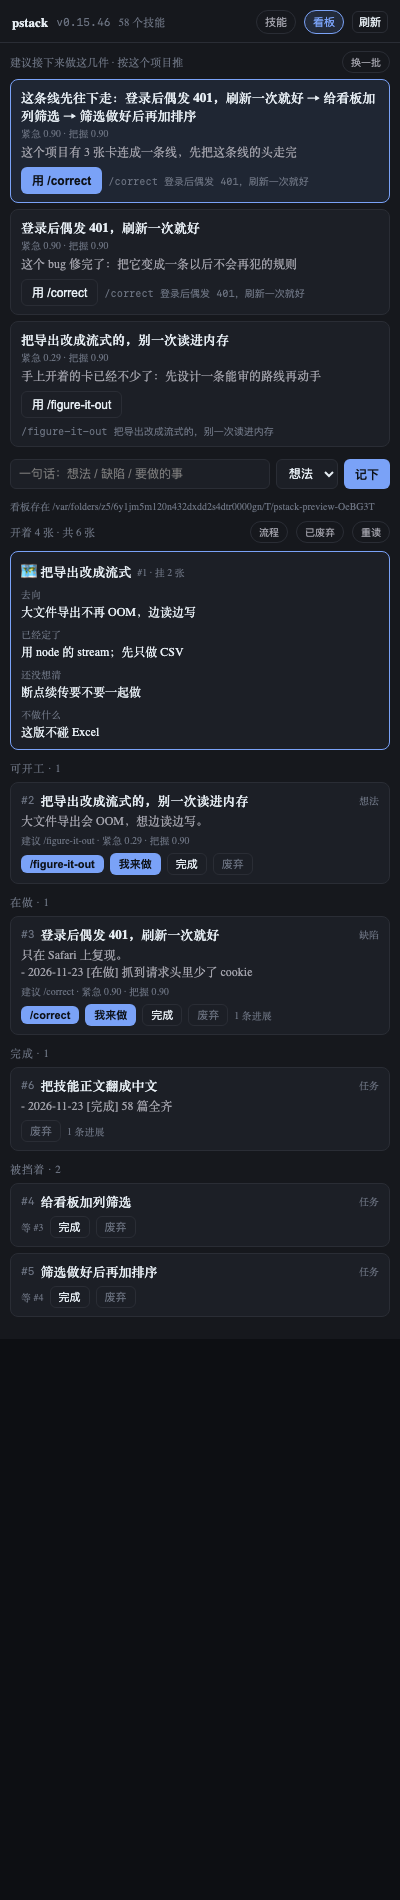 pstack v0.15.46 58 个技能 技能 看板 刷新
建议接下来做这几件 · 按这个项目推 换一批
这条线先往下走：登录后偶发 401，刷新一次就好 → 给看板加
列筛选 → 筛选做好后再加排序
紧急 0.90 · 把握 0.90
这个项目有 3 张卡连成一条线，先把这条线的头走完
用 /correct /correct 登录后偶发 401，刷新一次就好
登录后偶发 401，刷新一次就好
紧急 0.90 · 把握 0.90
这个 bug 修完了：把它变成一条以后不会再犯的规则
用 /correct /correct 登录后偶发 401，刷新一次就好
把导出改成流式的，别一次读进内存
紧急 0.29 · 把握 0.90
手上开着的卡已经不少了：先设计一条能审的路线再动手
用 /figure-it-out
/figure-it-out 把导出改成流式的，别一次读进内存
一句话：想法 / 缺陷 / 要做的事 想法 记下
看板存在 /var/folders/z5/6y1jm5m120n432dxdd2s4dtr0000gn/T/pstack-preview-OeBG3T
开着 4 张 · 共 6 张 流程 已废弃 重读
把导出改成流式 #1 · 挂 2 张
去向
大文件导出不再 OOM，边读边写
已经定了
用 node 的 stream；先只做 CSV
还没想清
断点续传要不要一起做
不做什么
这版不碰 Excel
可开工 · 1
#2 把导出改成流式的，别一次读进内存 想法
大文件导出会 OOM，想边读边写。
建议 /figure-it-out · 紧急 0.29 · 把握 0.90
/figure-it-out 我来做 完成 废弃
在做 · 1
#3 登录后偶发 401，刷新一次就好 缺陷
只在 Safari 上复现。
- 2026-11-23 [在做] 抓到请求头里少了 cookie
建议 /correct · 紧急 0.90 · 把握 0.90
/correct 我来做 完成 废弃 1 条进展
完成 · 1
#6 把技能正文翻成中文 任务
- 2026-11-23 [完成] 58 篇全齐
废弃 1 条进展
被挡着 · 2
#4 给看板加列筛选 任务
等 #3 完成 废弃
#5 筛选做好后再加排序 任务
等 #4 完成 废弃